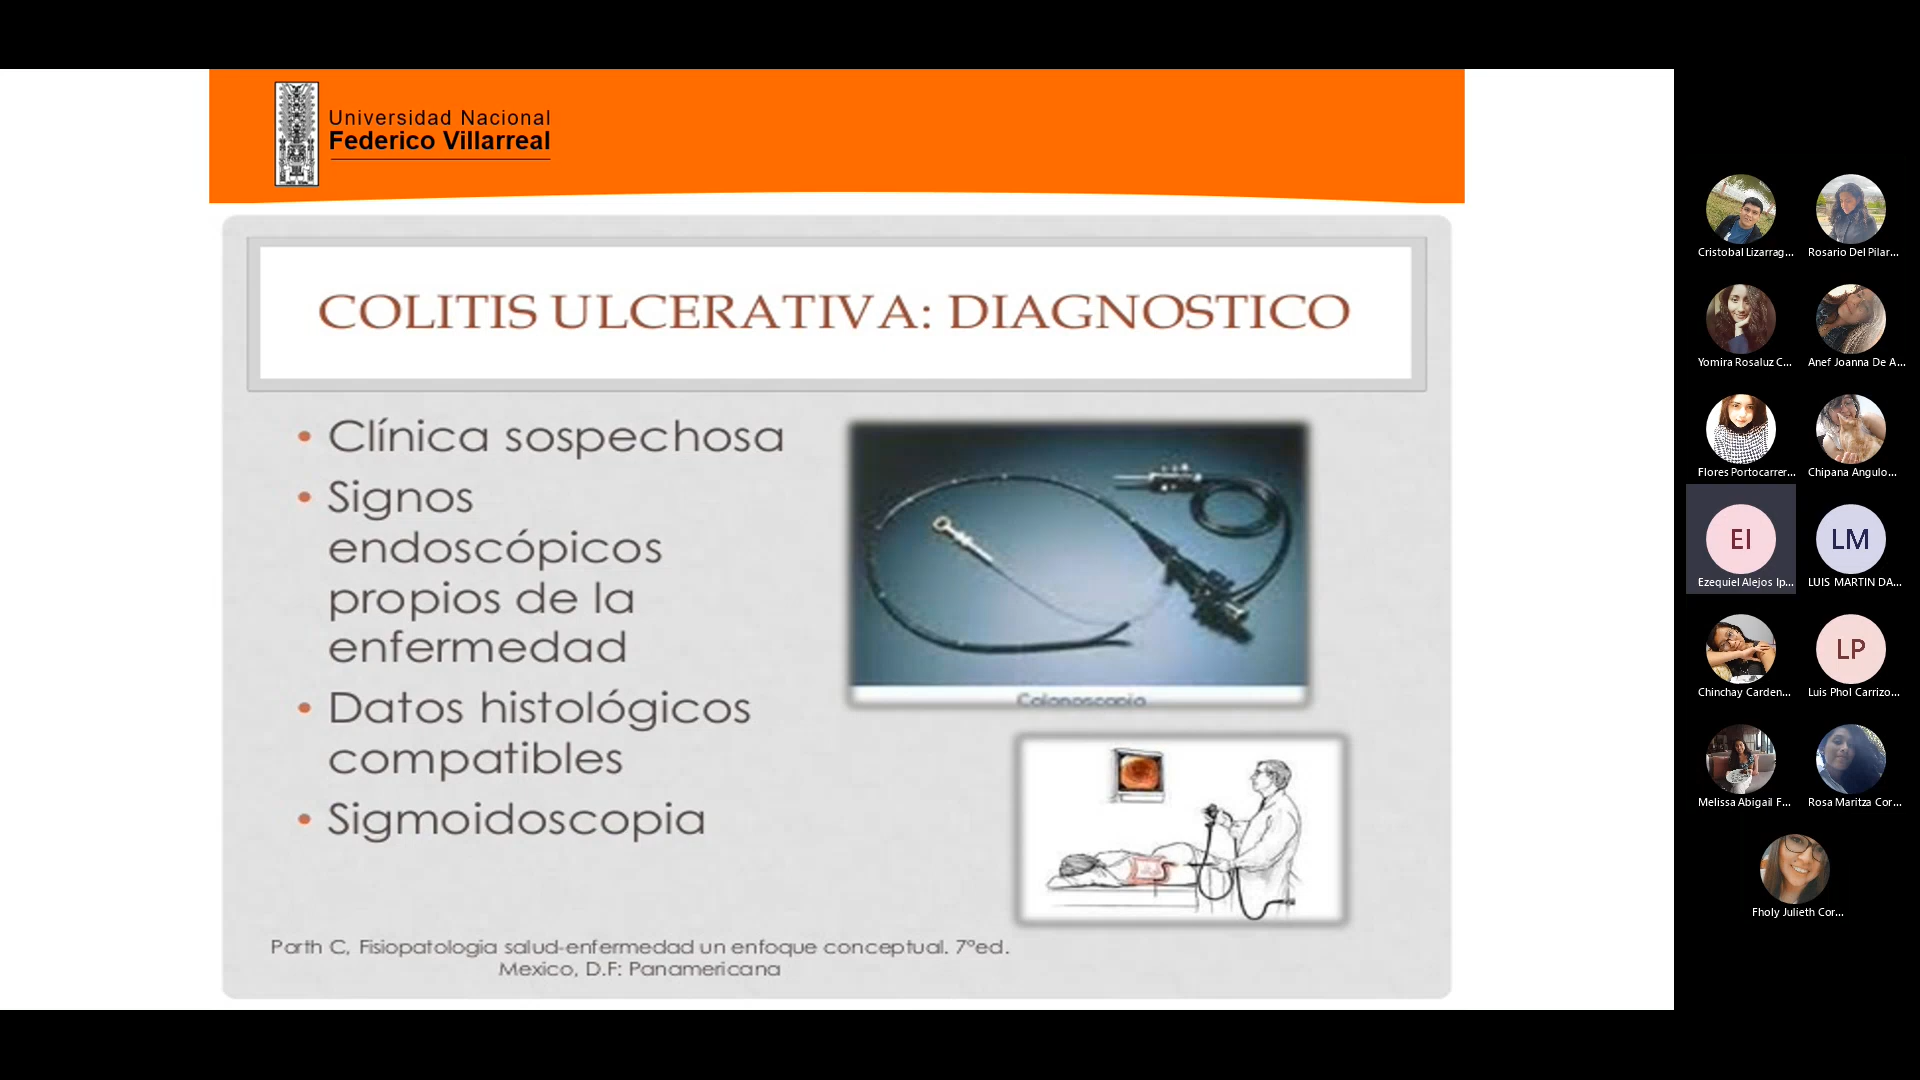 Universidad Nacional
Federico Villarreal
COLITIS ULCERATIVA: DIAGNOSTICO
• Clínica sospechosa
• Signos
endoscópicos
propios de la
enfermedad
• Datos histológicos
compatibles
• Sigmoidoscopia
Colonoscopia
Porth C, Fisiopatologia salud-enfermedad un enfoque conceptual. 7°ed.
Mexico, D.F: Panamericana
Cristobal Lizarrag...
Rosario Del Pilar...
Yomira Rosaluz C...
Anef Joanna De A...
Flores Portocarrer...
Chipana Angulo...
EI
Ezequiel Alejos Ip...
LM
LUIS MARTIN DA...
Chinchay Carden...
LP
Luis Phol Carrizo...
Melissa Abigail F...
Rosa Maritza Cor...
Fholy Julieth Cor...